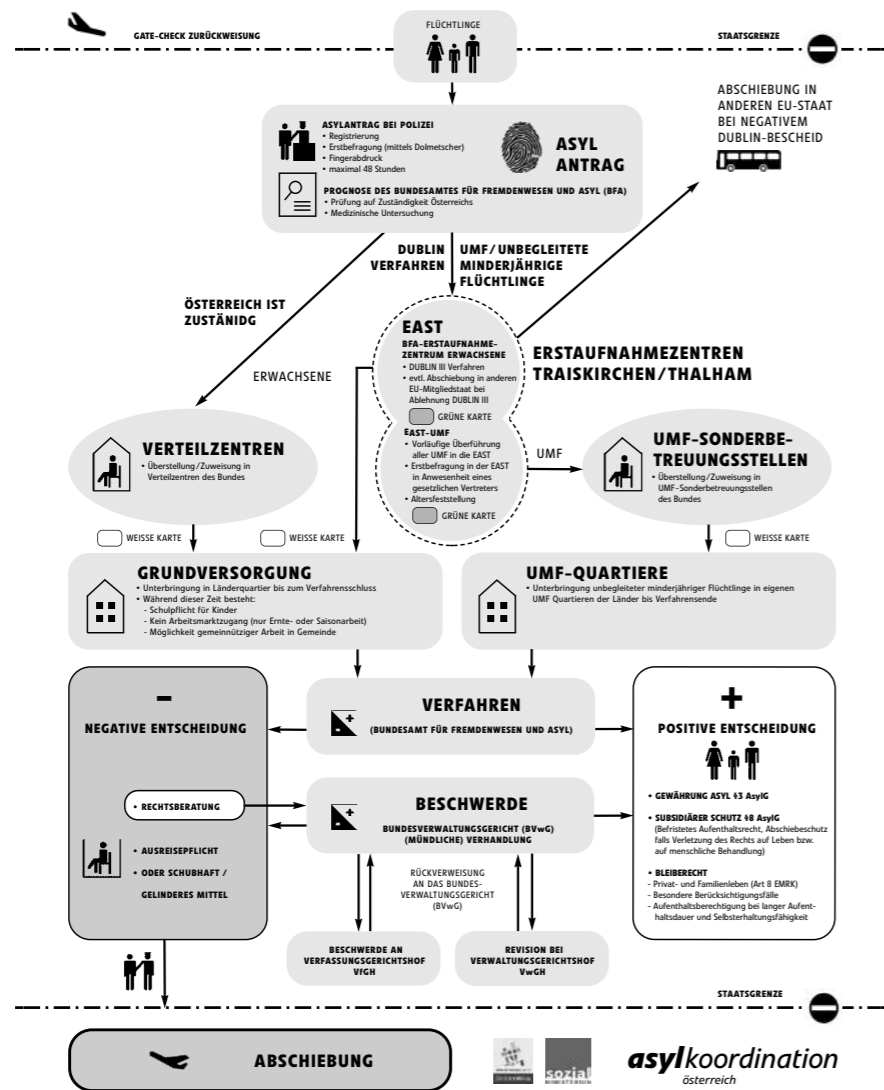 FLÜCHTLINGE
GATE-CHECK ZURÜCKWEISUNG
STAATSGRENZE
ABSCHIEBUNG IN
ANDEREN EU-STAAT
BEI NEGATIVEM
DUBLIN-BESCHEID
ASYLANTRAG BEI POLIZEI
• Registrierung
• Erstbefragung (mittels Dolmetscher)
• Fingerabdruck
• maximal 48 Stunden
ASYL
ANTRAG
PROGNOSE DES BUNDESAMTES FÜR FREMDENWESEN UND ASYL (BFA)
• Prüfung auf Zuständigkeit Österreichs
• Medizinische Untersuchung
DUBLIN
VERFAHREN
UMF/UNBEGLEITETE
MINDERJÄHRIGE
FLÜCHTLINGE
ÖSTERREICH IST
ZUSTÄNIDG
ERWACHSENE
EAST
BFA-ERSTAUFNAHME-
ZENTRUM ERWACHSENE
• DUBLIN III Verfahren
• evtl. Abschiebung in anderen
EU-Mitgliedstaat bei
Ablehnung DUBLIN III
GRÜNE KARTE
ERSTAUFNAHMEZENTREN
TRAISKIRCHEN/THALHAM
EAST-UMF
• Vorläufige Überführung
aller UMF in die EAST
• Erstbefragung in der EAST
in Anwesenheit eines
gesetzlichen Vertreters
• Altersfeststellung
GRÜNE KARTE
UMF
VERTEILZENTREN
• Überstellung/Zuweisung in
Verteilzentren des Bundes
UMF-SONDERBE-
TREUUNGSSTELLEN
• Überstellung/Zuweisung in
UMF-Sonderbetreuungsstellen
des Bundes
WEISSE KARTE
WEISSE KARTE
WEISSE KARTE
GRUNDVERSORGUNG
• Unterbringung in Länderquartier bis zum Verfahrensschluss
• Während dieser Zeit besteht:
- Schulpflicht für Kinder
- Kein Arbeitsmarktzugang (nur Ernte- oder Saisonarbeit)
- Möglichkeit gemeinnütziger Arbeit in Gemeinde
UMF-QUARTIERE
• Unterbringung unbegleiteter minderjähriger Flüchtlinge in eigenen
UMF Quartieren der Länder bis Verfahrensende
–
NEGATIVE ENTSCHEIDUNG
• RECHTSBERATUNG
• AUSREISEPFLICHT
• ODER SCHUBHAFT /
GELINDERES MITTEL
VERFAHREN
(BUNDESAMT FÜR FREMDENWESEN UND ASYL)
BESCHWERDE
BUNDESVERWALTUNGSGERICHT (BVwG)
(MÜNDLICHE) VERHANDLUNG
RÜCKVERWEISUNG
AN DAS BUNDES-
VERWALTUNGSGERICHT
(BVwG)
BESCHWERDE AN
VERFASSUNGSGERICHTSHOF
VfGH
REVISION BEI
VERWALTUNGSGERICHTSHOF
VwGH
+
POSITIVE ENTSCHEIDUNG
• GEWÄHRUNG ASYL §3 AsylG
• SUBSIDIÄRER SCHUTZ §8 AsylG
(Befristetes Aufenthaltsrecht, Abschiebeschutz
falls Verletzung des Rechts auf Leben bzw.
auf menschliche Behandlung)
• BLEIBERECHT
- Privat- und Familienleben (Art 8 EMRK)
- Besondere Berücksichtigungsfälle
- Aufenthaltsberechtigung bei langer Aufent-
haltsdauer und Selbsterhaltungsfähigkeit
STAATSGRENZE
ABSCHIEBUNG
sozial
asylkoordination
österreich